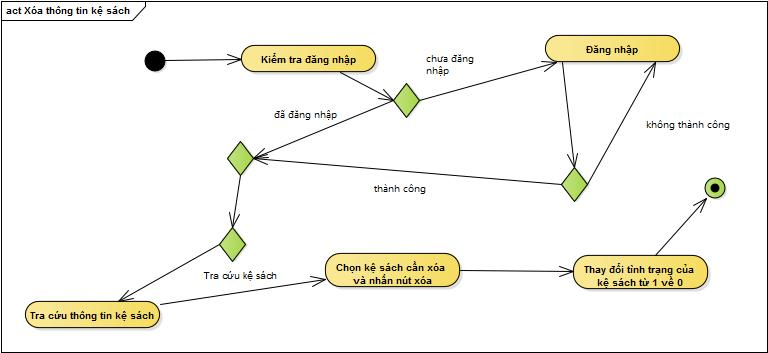 act Xóa thông tin kệ sách
Kiểm tra đăng nhập
chưa đăng
nhập
Đăng nhập
đã đăng nhập
không thành công
thành công
Tra cứu kệ sách
Chọn kệ sách cần xóa
và nhấn nút xóa
Thay đổi tình trạng của
kệ sách từ 1 về 0
Tra cứu thông tin kệ sách